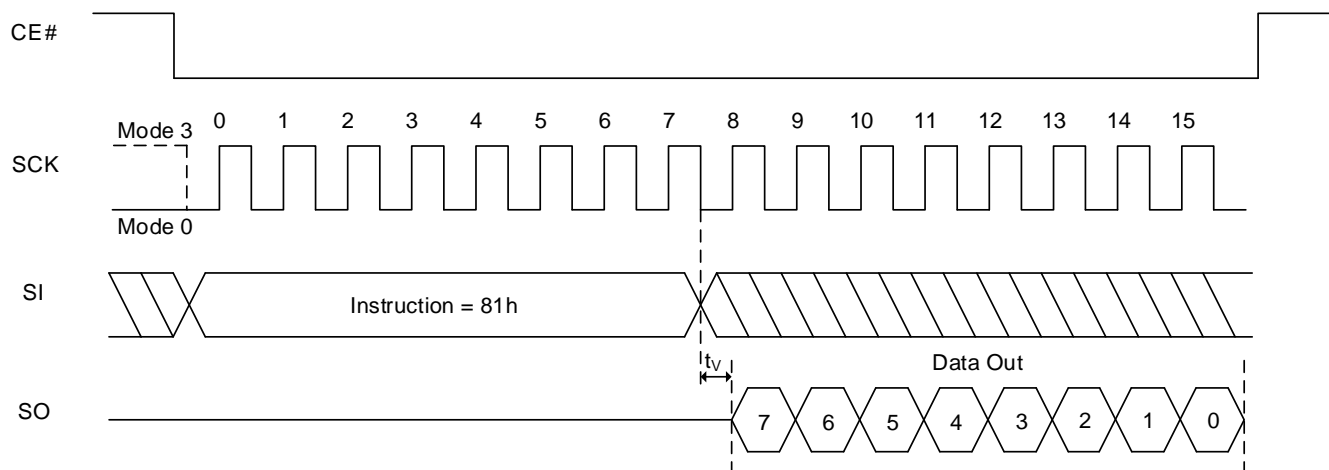 CE#
0 1 2 3 4 5 6 7 8 9 10 11 12 13 14 15
Mode 3
SCK
Mode 0
SI
Instruction = 81h
tV
Data Out
SO
7 6 5 4 3 2 1 0